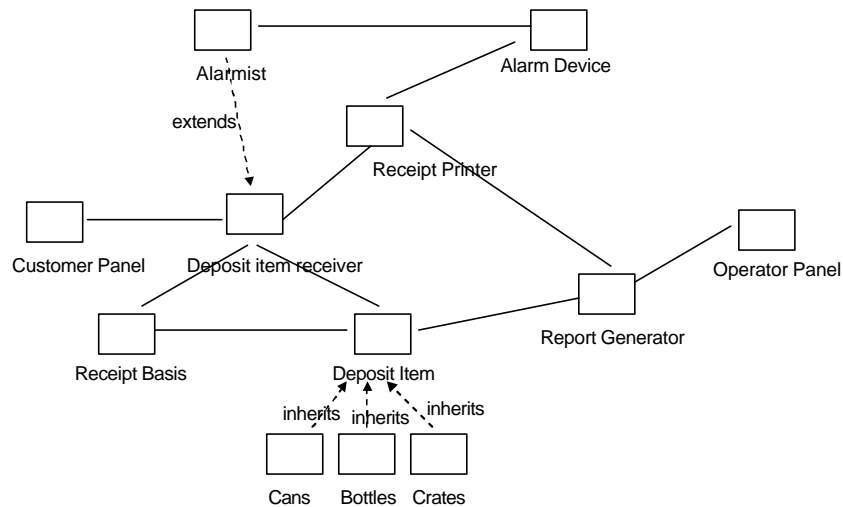 Alarmist
Alarm Device
extends
Receipt Printer
Customer Panel
Deposit item receiver
Operator Panel
Receipt Basis
Deposit Item
Report Generator
inherits
inherits
inherits
Cans
Bottles
Crates